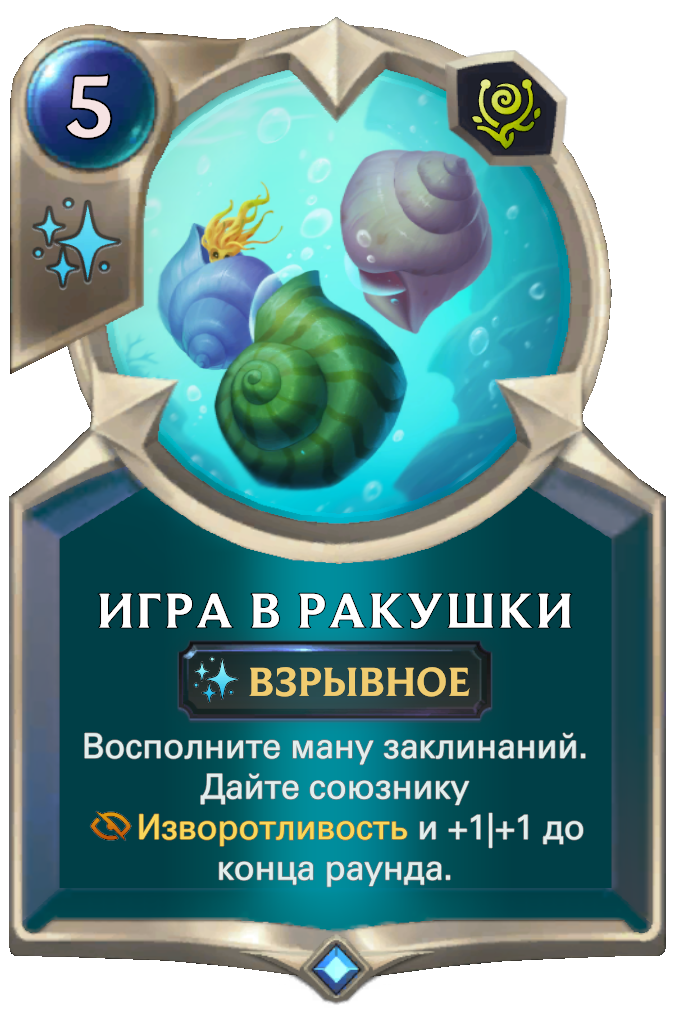 5
ИГРА В РАКУШКИ
ВЗРЫВНОЕ
Восполните ману заклинаний.
Дайте союзнику
Изворотливость и +1|+1 до
конца раунда.